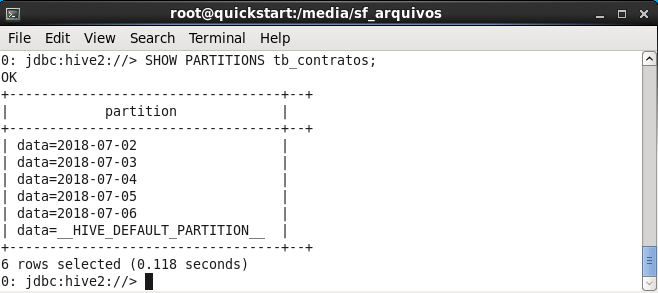 root@quickstart:/media/sf_arquivos
File Edit View Search Terminal Help
0: jdbc:hive2://> SHOW PARTITIONS tb_contratos;
OK
+----------------------------------+--+
|            partition             |
+----------------------------------+--+
| data=2018-07-02                  |
| data=2018-07-03                  |
| data=2018-07-04                  |
| data=2018-07-05                  |
| data=2018-07-06                  |
| data=__HIVE_DEFAULT_PARTITION__  |
+----------------------------------+--+
6 rows selected (0.118 seconds)
0: jdbc:hive2://>